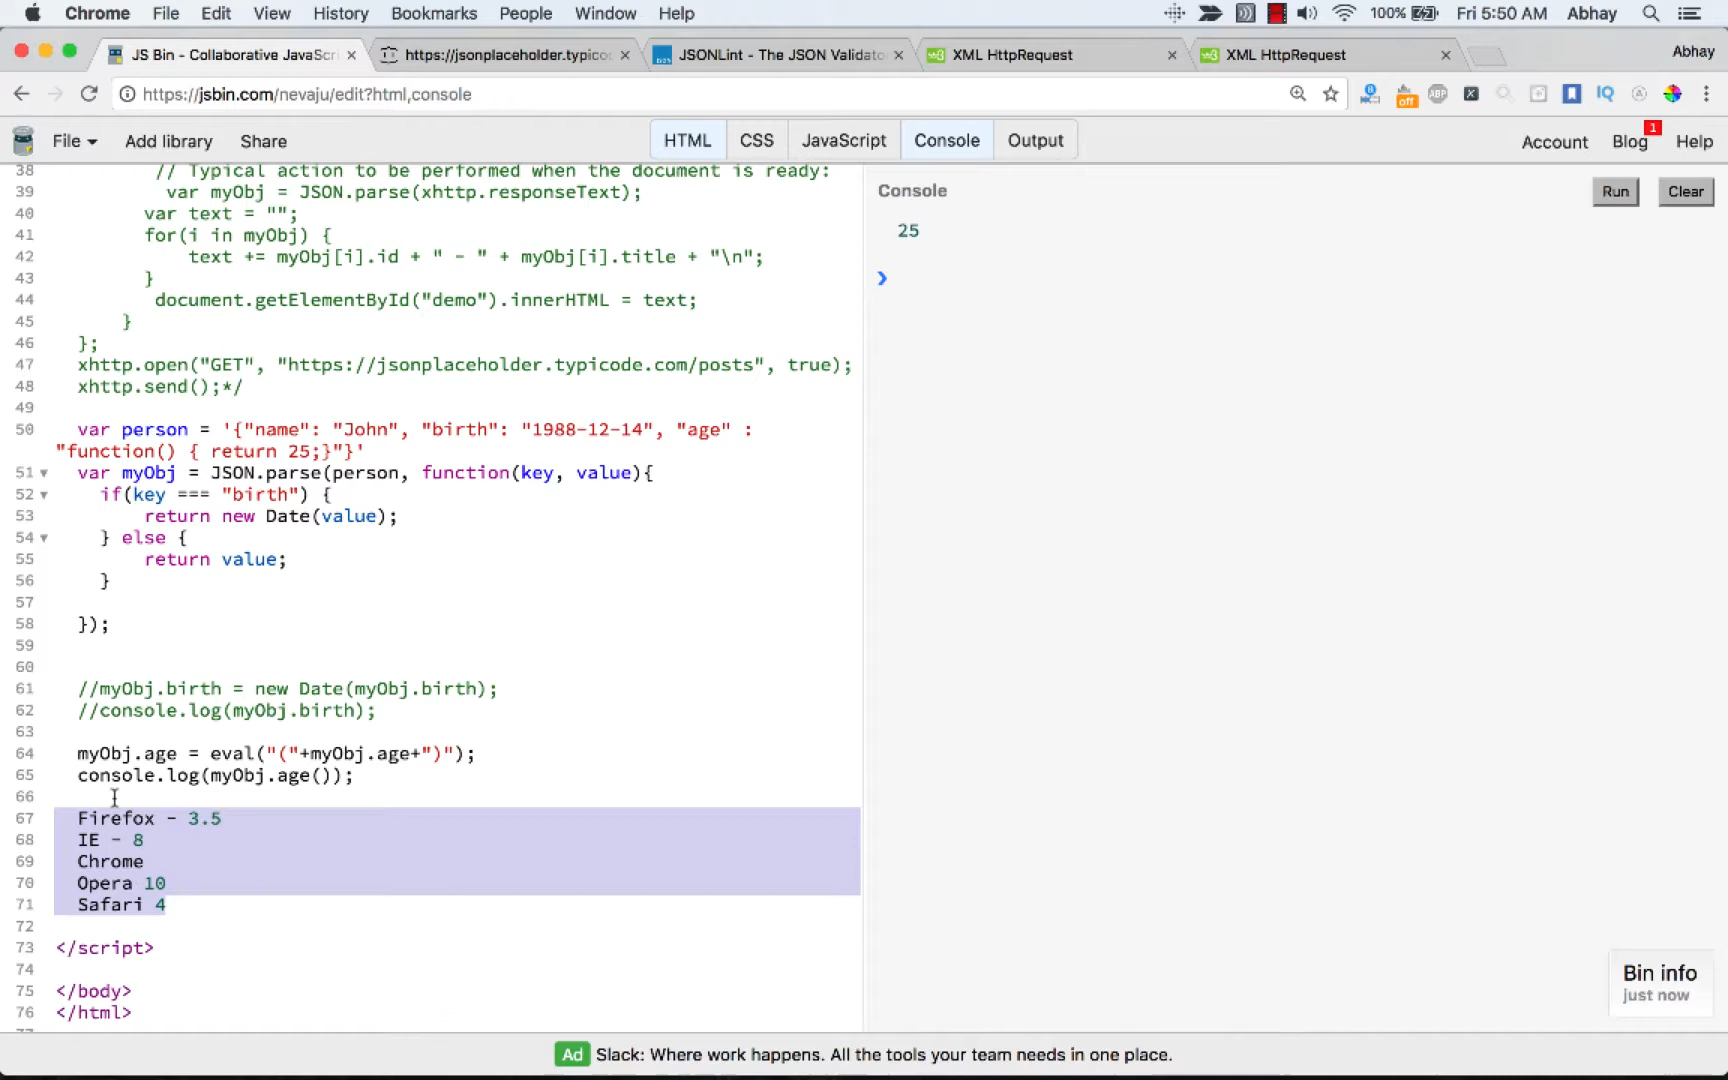 Chrome File Edit View History Bookmarks People Window Help 100% Fri 5:50 AM Abhay
JS Bin - Collaborative JavaScri https://jsonplaceholder.typico JSONLint - The JSON Validato XML HttpRequest XML HttpRequest Abhay
https://jsbin.com/nevaju/edit?html,console
File Add library Share HTML CSS JavaScript Console Output Account Blog 1 Help
38 // Typical action to be performed when the document is ready:
39 var myObj = JSON.parse(xhttp.responseText);
40 var text = "";
41 for(i in myObj) {
42 text += myObj[i].id + " - " + myObj[i].title + "\n";
43 }
44 document.getElementById("demo").innerHTML = text;
45 }
46 };
47 xhttp.open("GET", "https://jsonplaceholder.typicode.com/posts", true);
48 xhttp.send();*/
49
50 var person = '{"name": "John", "birth": "1988-12-14", "age" :
"function() { return 25;}"}'
51 var myObj = JSON.parse(person, function(key, value){
52 if(key === "birth") {
53 return new Date(value);
54 } else {
55 return value;
56 }
57
58 });
59
60
61 //myObj.birth = new Date(myObj.birth);
62 //console.log(myObj.birth);
63
64 myObj.age = eval("("+myObj.age+")");
65 console.log(myObj.age());
66
67 Firefox - 3.5
68 IE - 8
69 Chrome
70 Opera 10
71 Safari 4
72
73 </script>
74
75 </body>
76 </html>
Console Run Clear
25
Bin info
just now
Ad Slack: Where work happens. All the tools your team needs in one place.